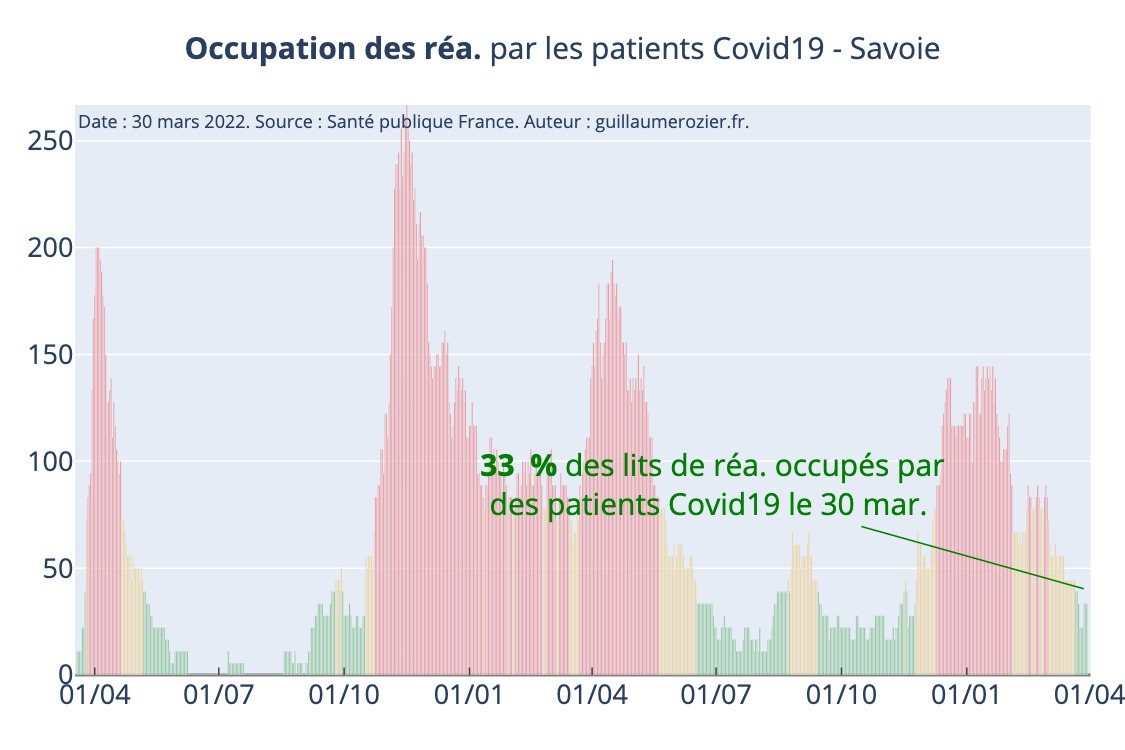 Occupation des réa. par les patients Covid19 - Savoie
Date : 30 mars 2022. Source : Santé publique France. Auteur : guillaumerozier.fr.
250
200
150
100
50
0
33 % des lits de réa. occupés par
des patients Covid19 le 30 mar.
01/04 01/07 01/10 01/01 01/04 01/07 01/10 01/01 01/04